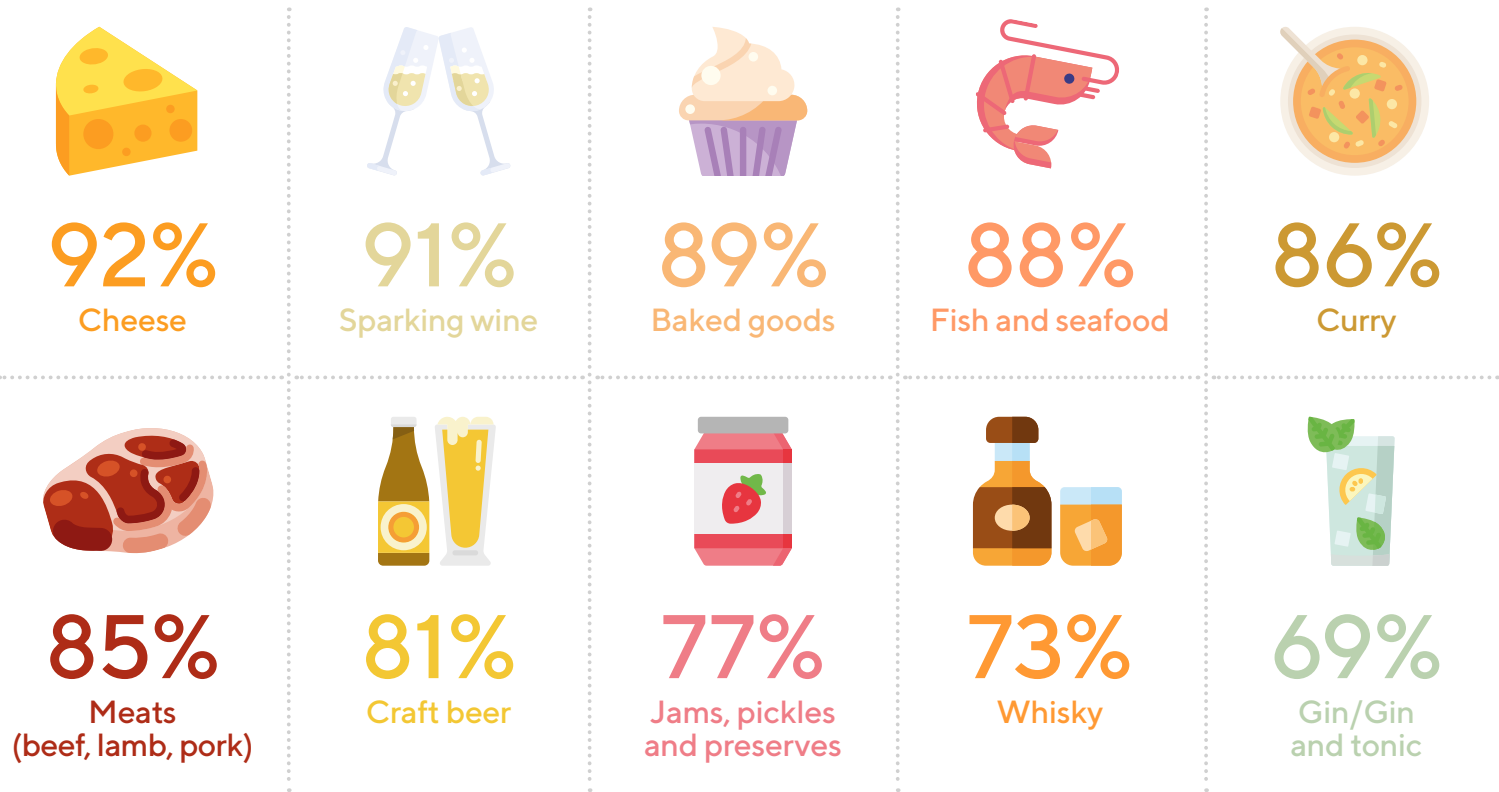 92%
Cheese
91%
Sparking wine
89%
Baked goods
88%
Fish and seafood
86%
Curry
85%
Meats
(beef, lamb, pork)
81%
Craft beer
77%
Jams, pickles
and preserves
73%
Whisky
69%
Gin/Gin
and tonic